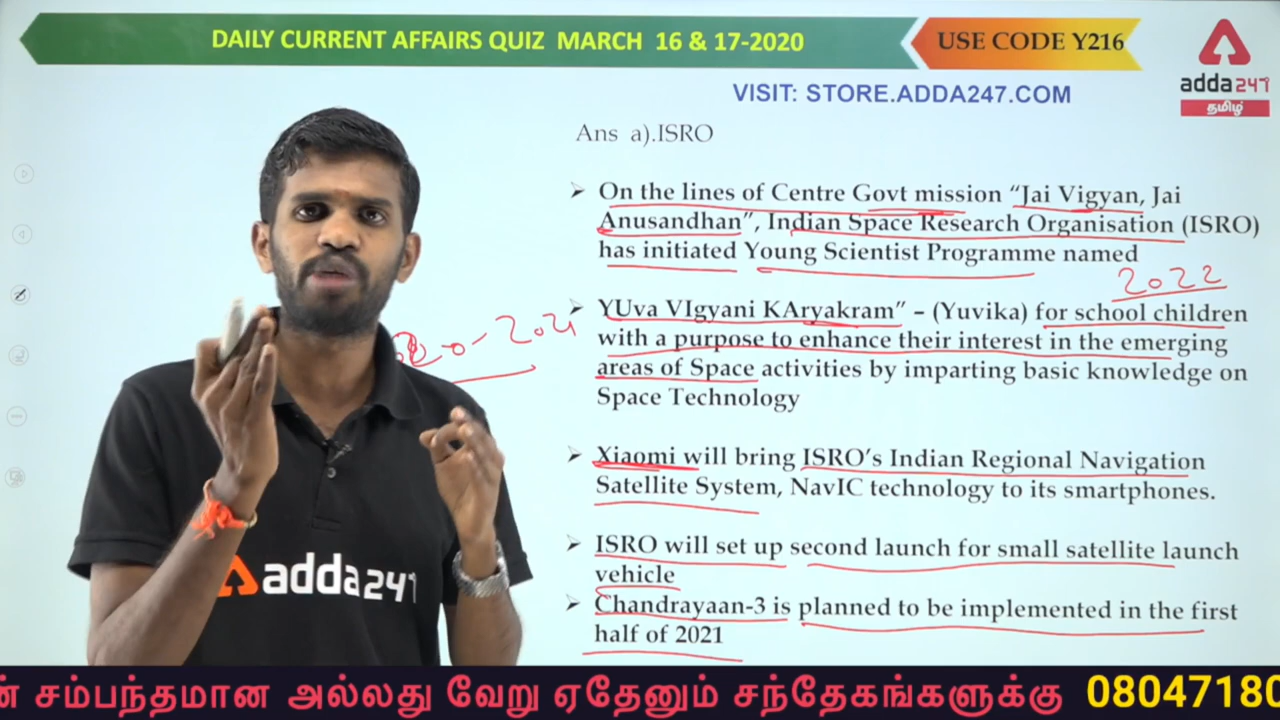 DAILY CURRENT AFFAIRS QUIZ MARCH 16 & 17-2020
USE CODE Y216
adda247
தமிழ்
VISIT: STORE.ADDA247.COM
Ans a).ISRO
➢ On the lines of Centre Govt mission “Jai Vigyan, Jai
Anusandhan”, Indian Space Research Organisation (ISRO)
has initiated Young Scientist Programme named
2022
➢ YUva VIgyani KAryakram” – (Yuvika) for school children
with a purpose to enhance their interest in the emerging
areas of Space activities by imparting basic knowledge on
Space Technology
2021
➢ Xiaomi will bring ISRO’s Indian Regional Navigation
Satellite System, NavIC technology to its smartphones.
➢ ISRO will set up second launch for small satellite launch
vehicle
➢ Chandrayaan-3 is planned to be implemented in the first
half of 2021
adda247
சம்பந்தமான அல்லது வேறு ஏதேனும் சந்தேகங்களுக்கு 08047180